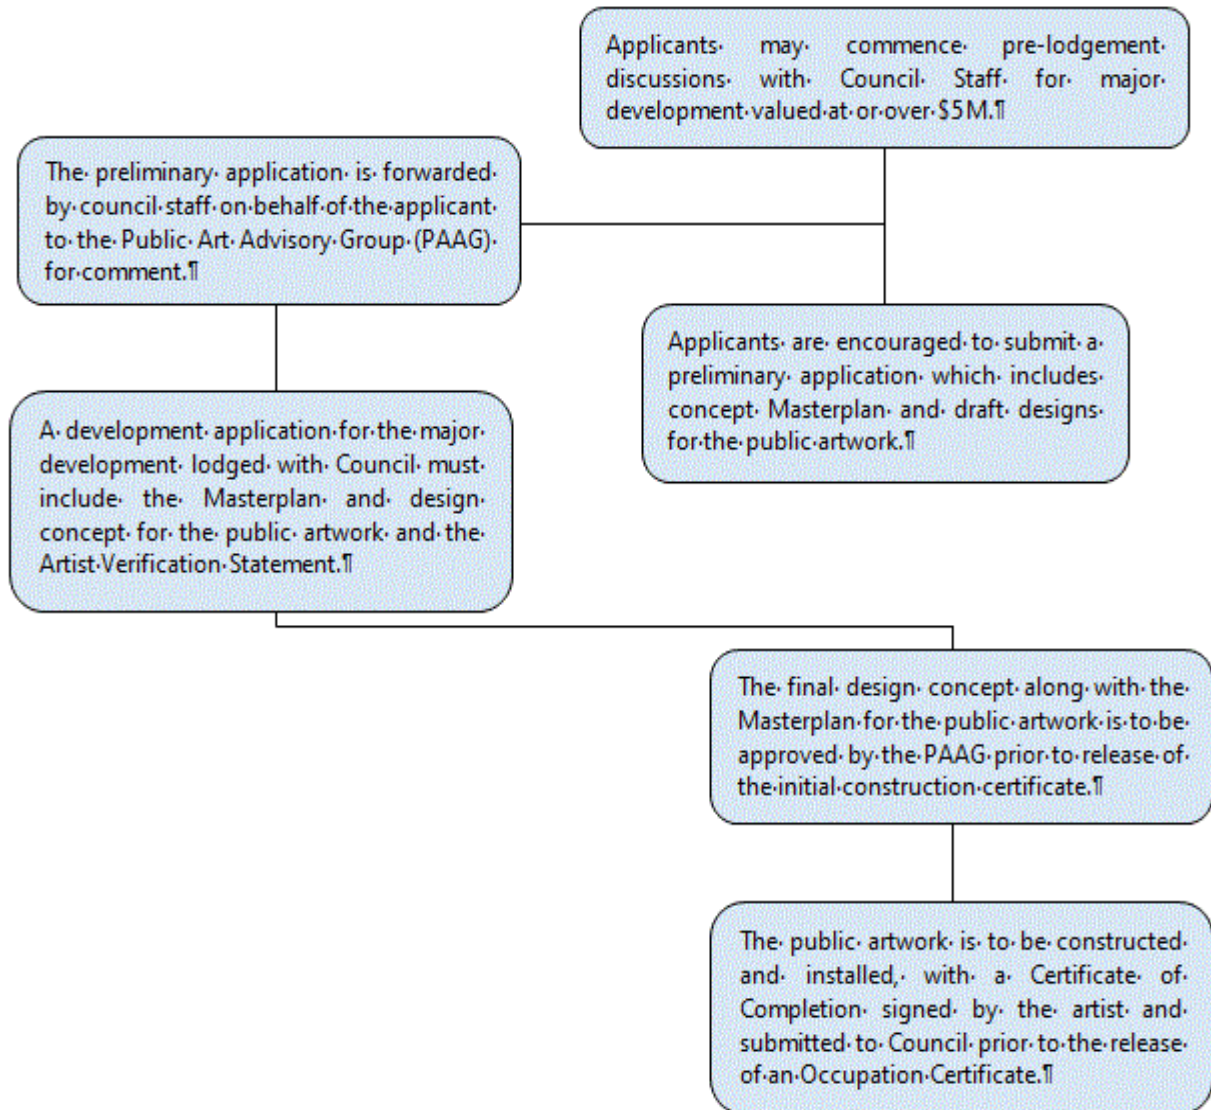 Applicants may commence pre-lodgement
discussions with Council Staff for major
development valued at or over $5M.¶
The preliminary application is forwarded
by council staff on behalf of the applicant
to the Public Art Advisory Group (PAAG)
for comment.¶
Applicants are encouraged to submit a
preliminary application which includes
concept Masterplan and draft designs
for the public artwork.¶
A development application for the major
development lodged with Council must
include the Masterplan and design
concept for the public artwork and the
Artist Verification Statement.¶
The final design concept along with the
Masterplan for the public artwork is to be
approved by the PAAG prior to release of
the initial construction certificate.¶
The public artwork is to be constructed
and installed, with a Certificate of
Completion signed by the artist and
submitted to Council prior to the release
of an Occupation Certificate.¶